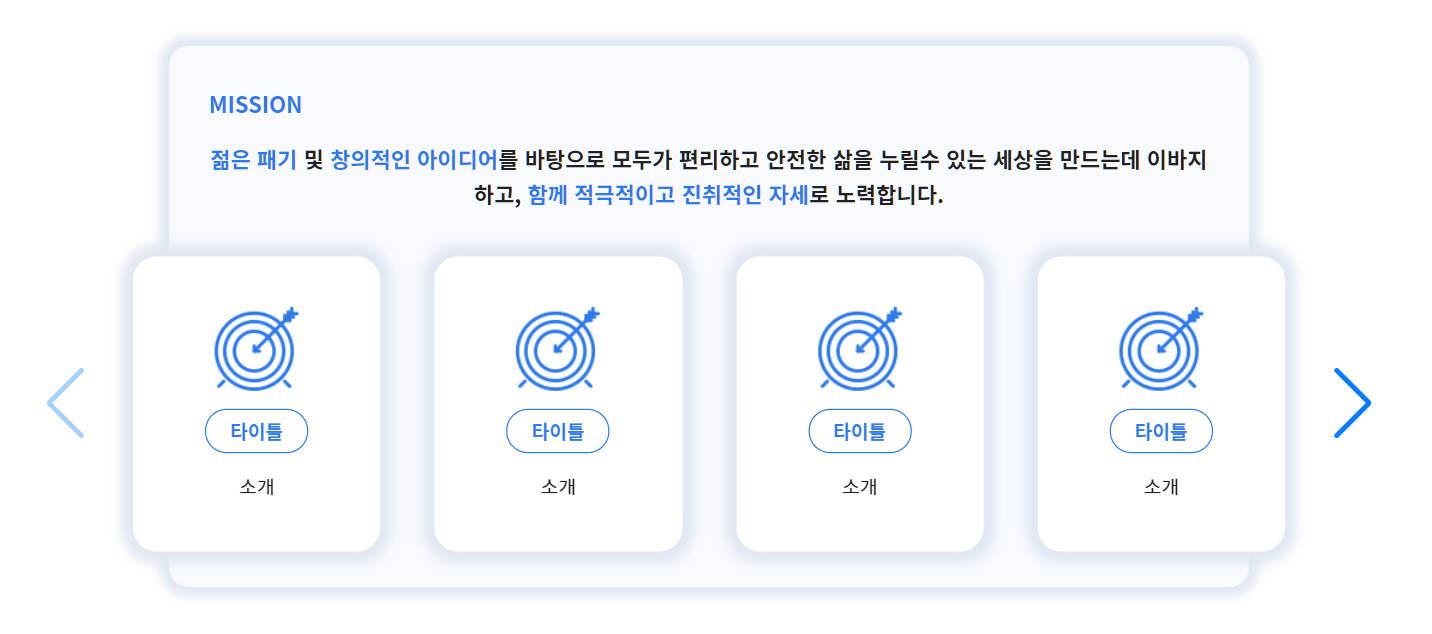 MISSION
젊은 패기 및 창의적인 아이디어를 바탕으로 모두가 편리하고 안전한 삶을 누릴수 있는 세상을 만드는데 이바지
하고, 함께 적극적이고 진취적인 자세로 노력합니다.
타이틀 타이틀 타이틀 타이틀
소개 소개 소개 소개